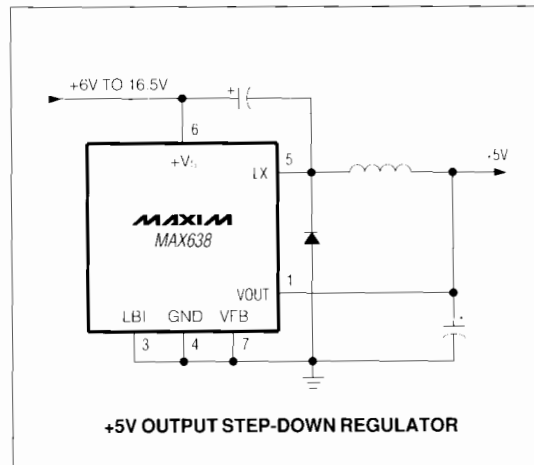 +6V TO 16.5V
+
6
+VS
5
LX
+5V
MAXIM
MAX638
1
VOUT
LBI GND VFB
3 4 7
+5V OUTPUT STEP-DOWN REGULATOR